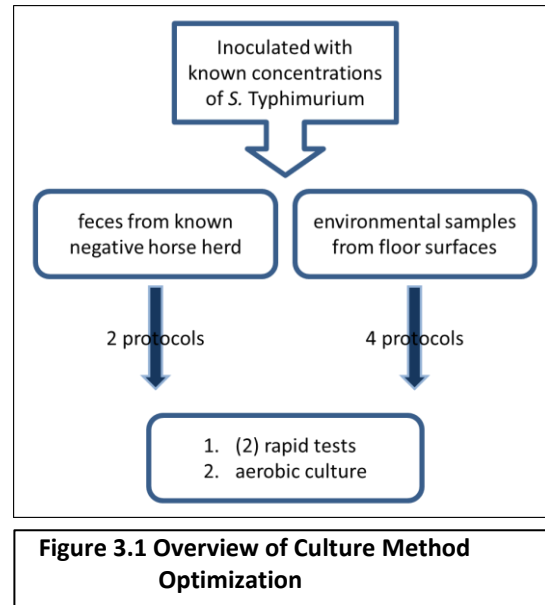 Inoculated with
known concentrations
of S. Typhimurium
feces from known
negative horse herd
environmental samples
from floor surfaces
2 protocols
4 protocols
1. (2) rapid tests
2. aerobic culture
Figure 3.1 Overview of Culture Method
Optimization